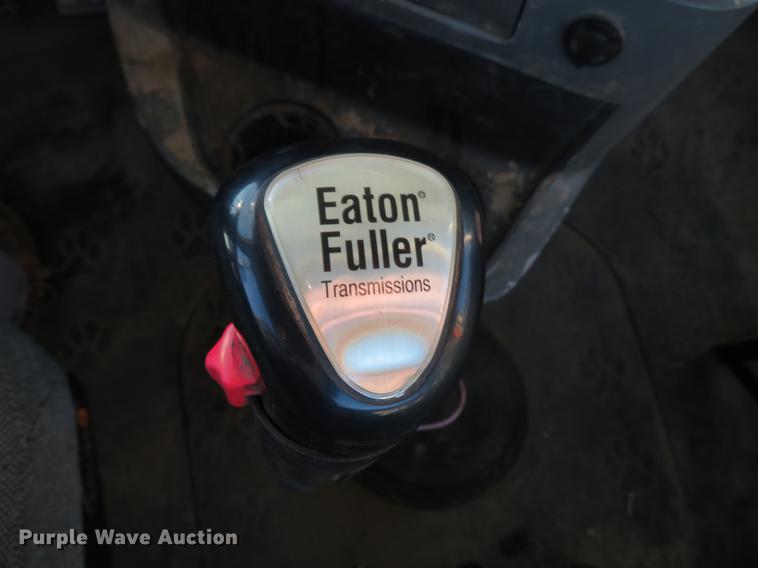 Eaton®
Fuller®
Transmissions
Purple Wave Auction